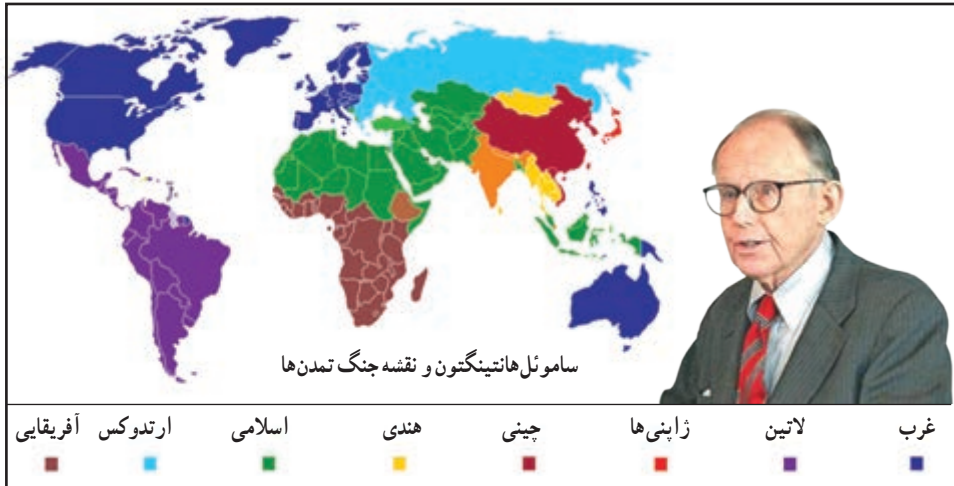 ساموئل‌هانتینگتون و نقشه جنگ تمدن‌ها
غرب لاتین ژاپنی‌ها چینی هندی اسلامی ارتدوکس آفریقایی